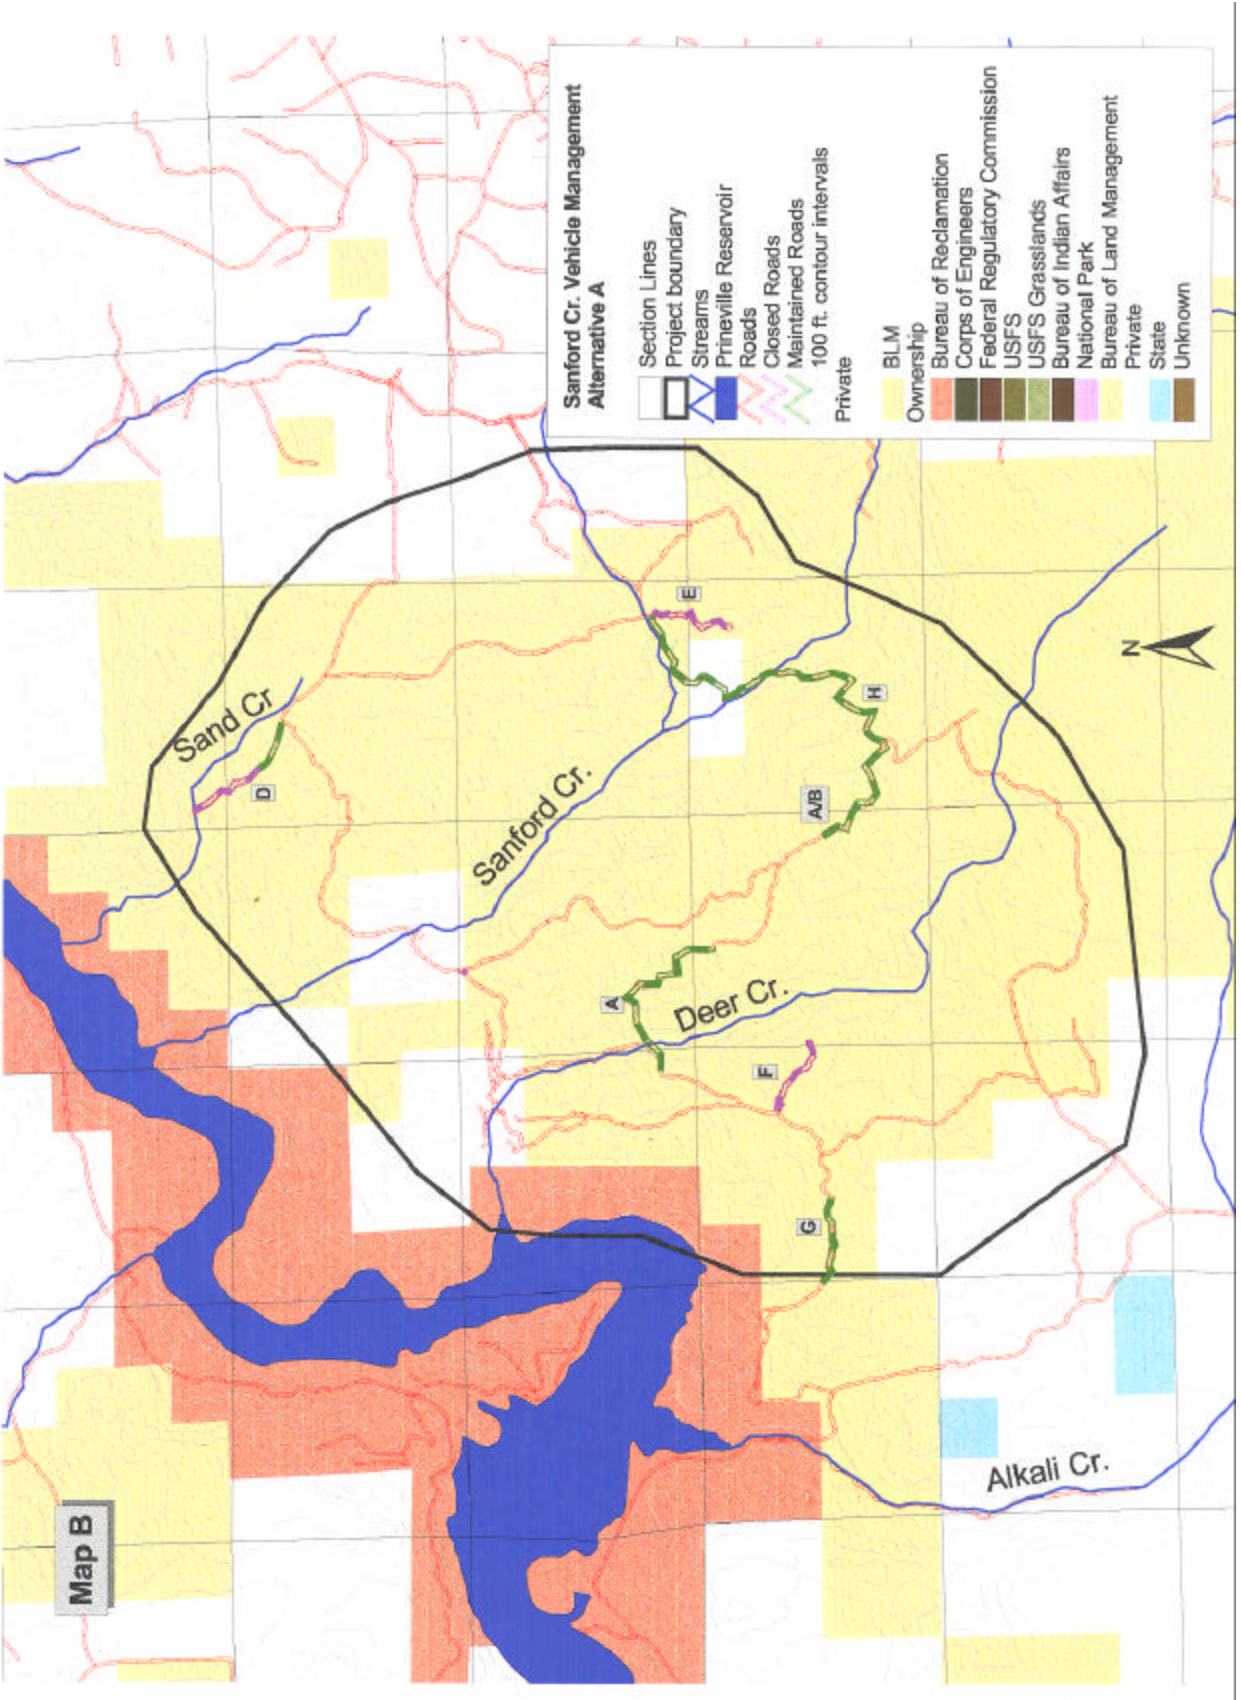 Map B
Sand Cr
D
Sanford Cr.
E
H
A/B
A
Deer Cr.
F
G
Alkali Cr.
N
Sanford Cr. Vehicle Management
Alternative A
Section Lines
Project boundary
Streams
Prineville Reservoir
Roads
Closed Roads
Maintained Roads
100 ft. contour intervals
Private
BLM
Ownership
Bureau of Reclamation
Corps of Engineers
Federal Regulatory Commission
USFS
USFS Grasslands
Bureau of Indian Affairs
National Park
Bureau of Land Management
Private
State
Unknown